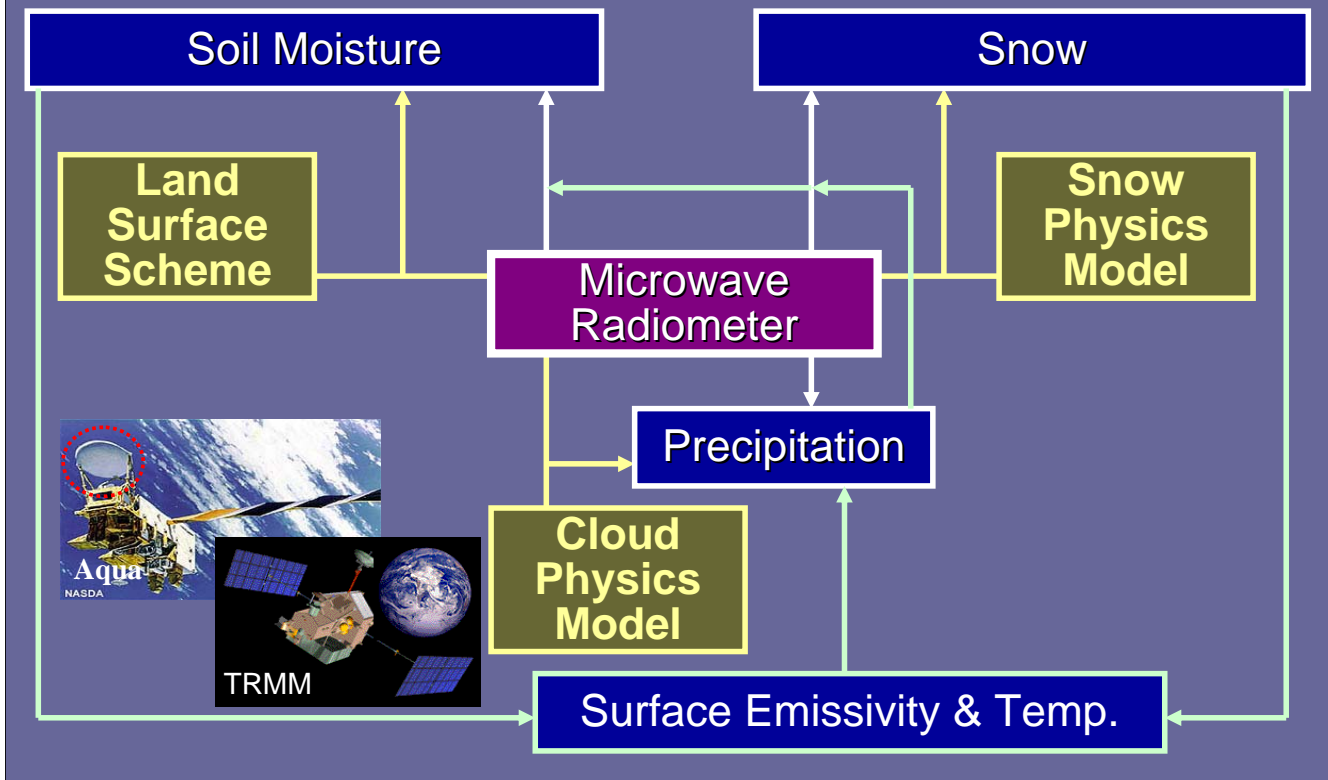 Soil Moisture
Snow
Land
Surface
Scheme
Snow
Physics
Model
Microwave
Radiometer
Precipitation
Cloud
Physics
Model
Aqua
NASDA
TRMM
Surface Emissivity & Temp.